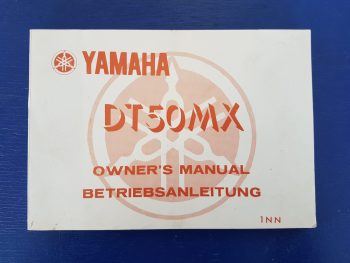 YAMAHA
DT50MX
OWNER'S MANUAL
BETRIEBSANLEITUNG
1NN